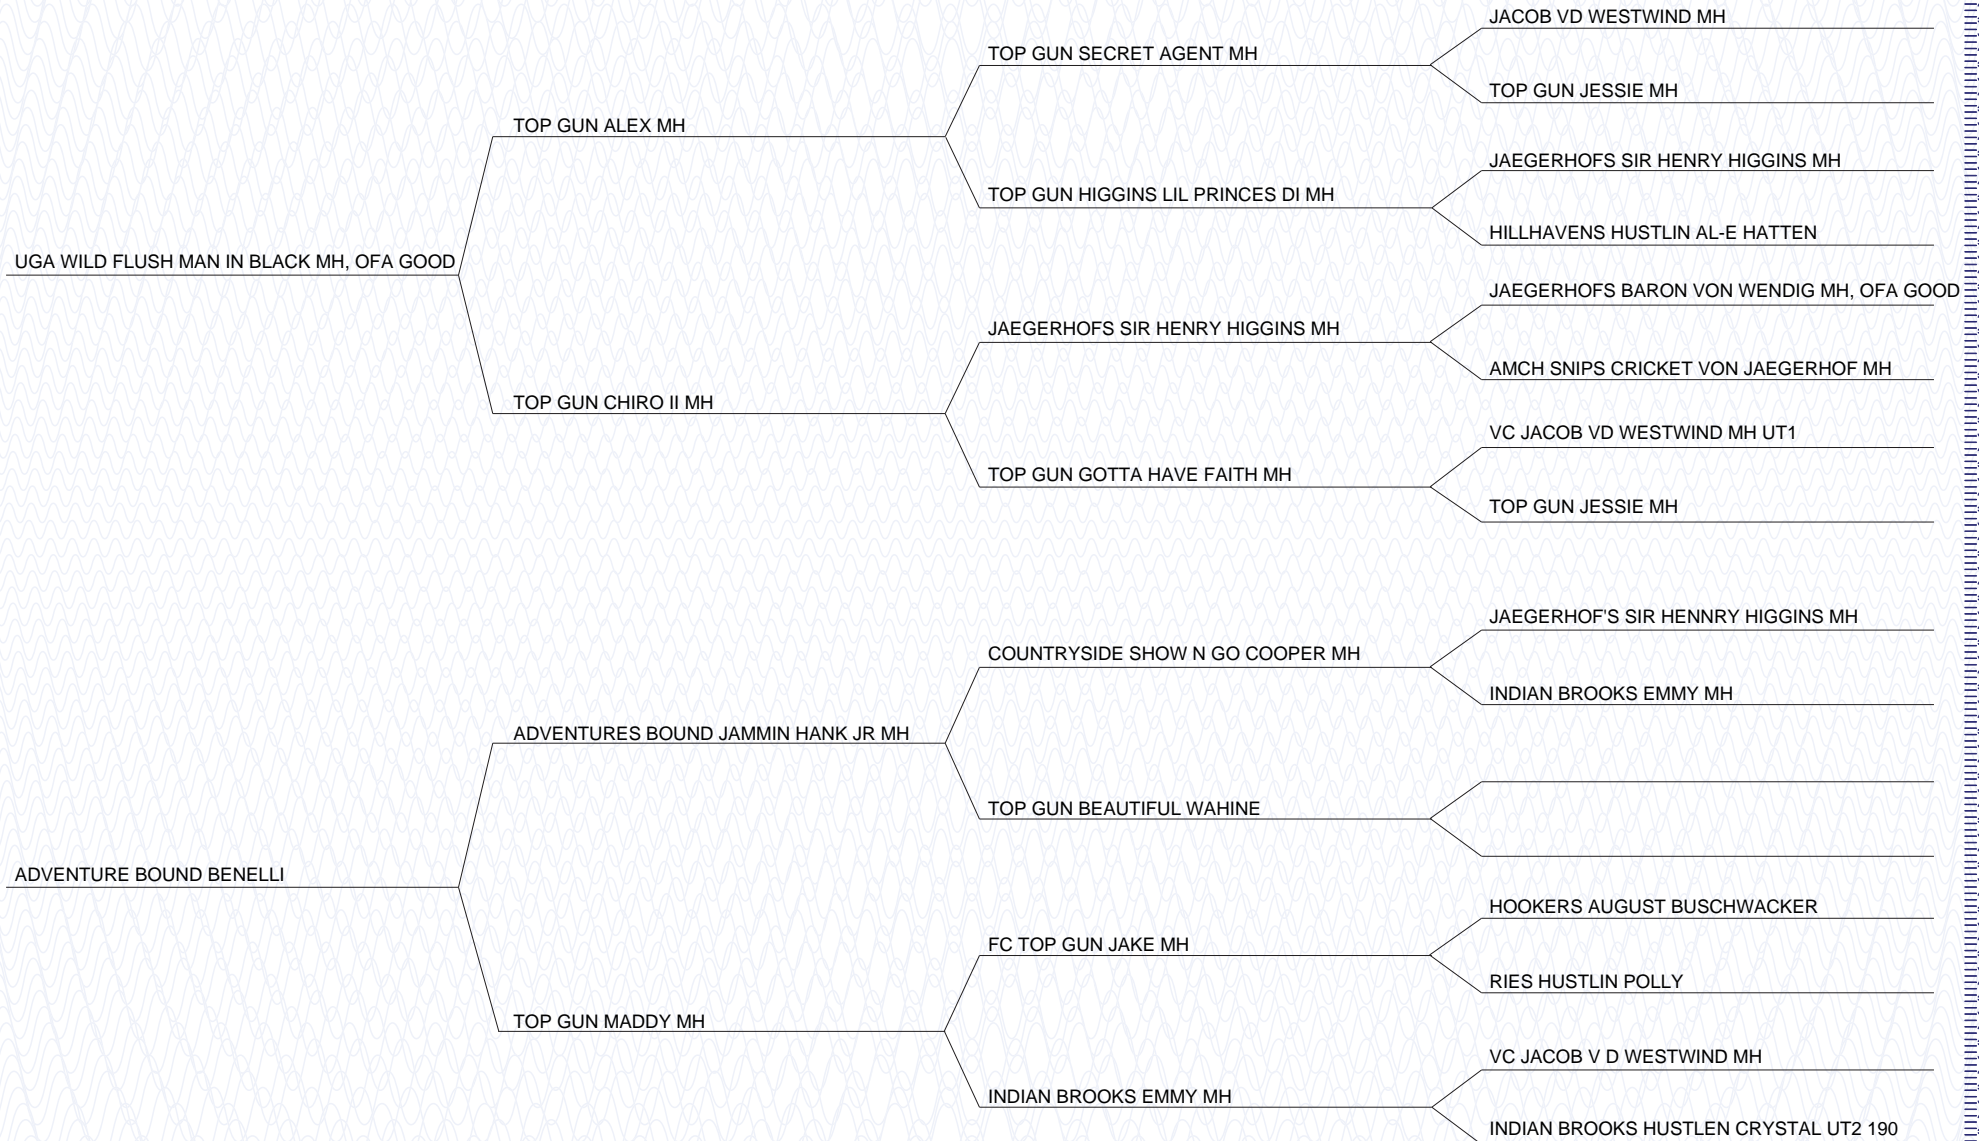 JACOB VD WESTWIND MH
TOP GUN SECRET AGENT MH
TOP GUN JESSIE MH
TOP GUN ALEX MH
JAEGERHOFS SIR HENRY HIGGINS MH
TOP GUN HIGGINS LIL PRINCES DI MH
HILLHAVENS HUSTLIN AL-E HATTEN
UGA WILD FLUSH MAN IN BLACK MH, OFA GOOD
JAEGERHOFS BARON VON WENDIG MH, OFA GOOD
JAEGERHOFS SIR HENRY HIGGINS MH
AMCH SNIPS CRICKET VON JAEGERHOF MH
TOP GUN CHIRO II MH
VC JACOB VD WESTWIND MH UT1
TOP GUN GOTTA HAVE FAITH MH
TOP GUN JESSIE MH
JAEGERHOF'S SIR HENNRY HIGGINS MH
COUNTRYSIDE SHOW N GO COOPER MH
INDIAN BROOKS EMMY MH
ADVENTURES BOUND JAMMIN HANK JR MH
TOP GUN BEAUTIFUL WAHINE
ADVENTURE BOUND BENELLI
HOOKERS AUGUST BUSCHWACKER
FC TOP GUN JAKE MH
RIES HUSTLIN POLLY
TOP GUN MADDY MH
VC JACOB V D WESTWIND MH
INDIAN BROOKS EMMY MH
INDIAN BROOKS HUSTLEN CRYSTAL UT2 190